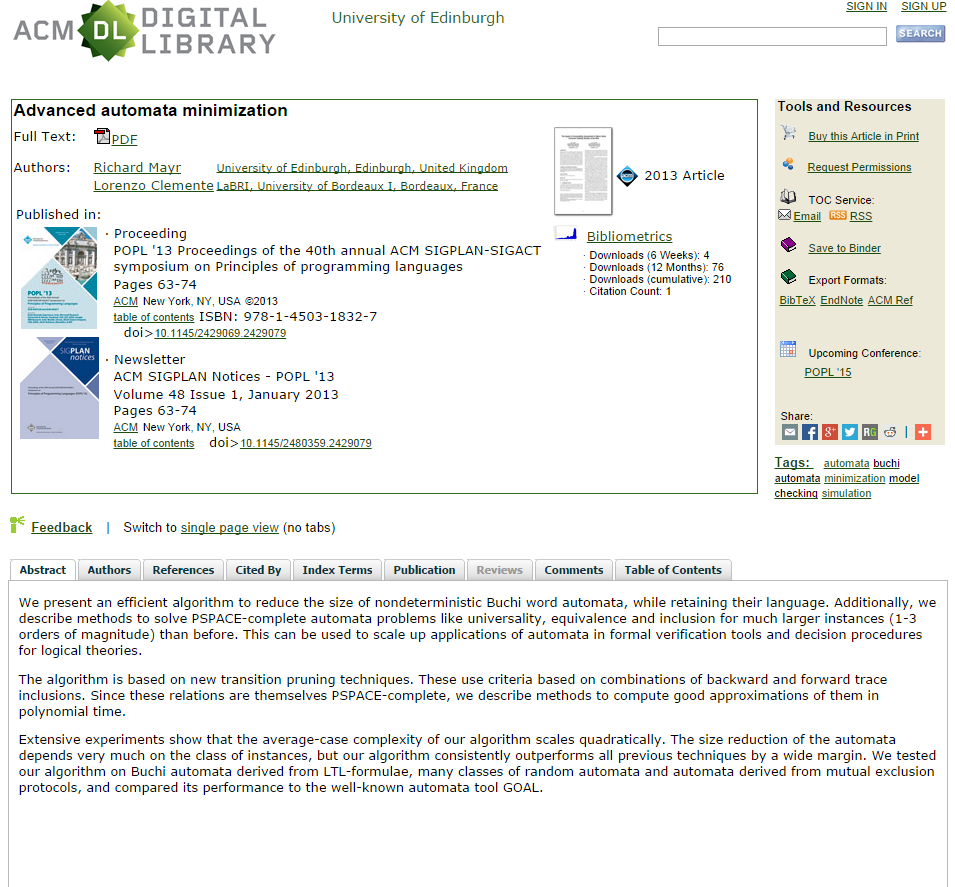 ACM DL DIGITAL LIBRARY
University of Edinburgh
SIGN IN SIGN UP
SEARCH
Advanced automata minimization
Full Text: PDF
Authors: Richard Mayr University of Edinburgh, Edinburgh, United Kingdom
Lorenzo Clemente LaBRI, University of Bordeaux I, Bordeaux, France
2013 Article
Published in:
· Proceeding
POPL '13 Proceedings of the 40th annual ACM SIGPLAN-SIGACT
symposium on Principles of programming languages
Pages 63-74
ACM New York, NY, USA ©2013
table of contents ISBN: 978-1-4503-1832-7
doi>10.1145/2429069.2429079
POPL '13
· Newsletter
ACM SIGPLAN Notices - POPL '13
Volume 48 Issue 1, January 2013
Pages 63-74
ACM New York, NY, USA
table of contents doi>10.1145/2480359.2429079
SIGPLAN
notices
Bibliometrics
· Downloads (6 Weeks): 4
· Downloads (12 Months): 76
· Downloads (cumulative): 210
· Citation Count: 1
Tools and Resources
Buy this Article in Print
Request Permissions
TOC Service:
Email RSS RSS
Save to Binder
Export Formats:
BibTeX EndNote ACM Ref
Upcoming Conference:
POPL '15
Share:
f g+ RG | +
Tags: automata buchi
automata minimization model
checking simulation
Feedback | Switch to single page view (no tabs)
Abstract Authors References Cited By Index Terms Publication Reviews Comments Table of Contents
We present an efficient algorithm to reduce the size of nondeterministic Buchi word automata, while retaining their language. Additionally, we
describe methods to solve PSPACE-complete automata problems like universality, equivalence and inclusion for much larger instances (1-3
orders of magnitude) than before. This can be used to scale up applications of automata in formal verification tools and decision procedures
for logical theories.
The algorithm is based on new transition pruning techniques. These use criteria based on combinations of backward and forward trace
inclusions. Since these relations are themselves PSPACE-complete, we describe methods to compute good approximations of them in
polynomial time.
Extensive experiments show that the average-case complexity of our algorithm scales quadratically. The size reduction of the automata
depends very much on the class of instances, but our algorithm consistently outperforms all previous techniques by a wide margin. We tested
our algorithm on Buchi automata derived from LTL-formulae, many classes of random automata and automata derived from mutual exclusion
protocols, and compared its performance to the well-known automata tool GOAL.